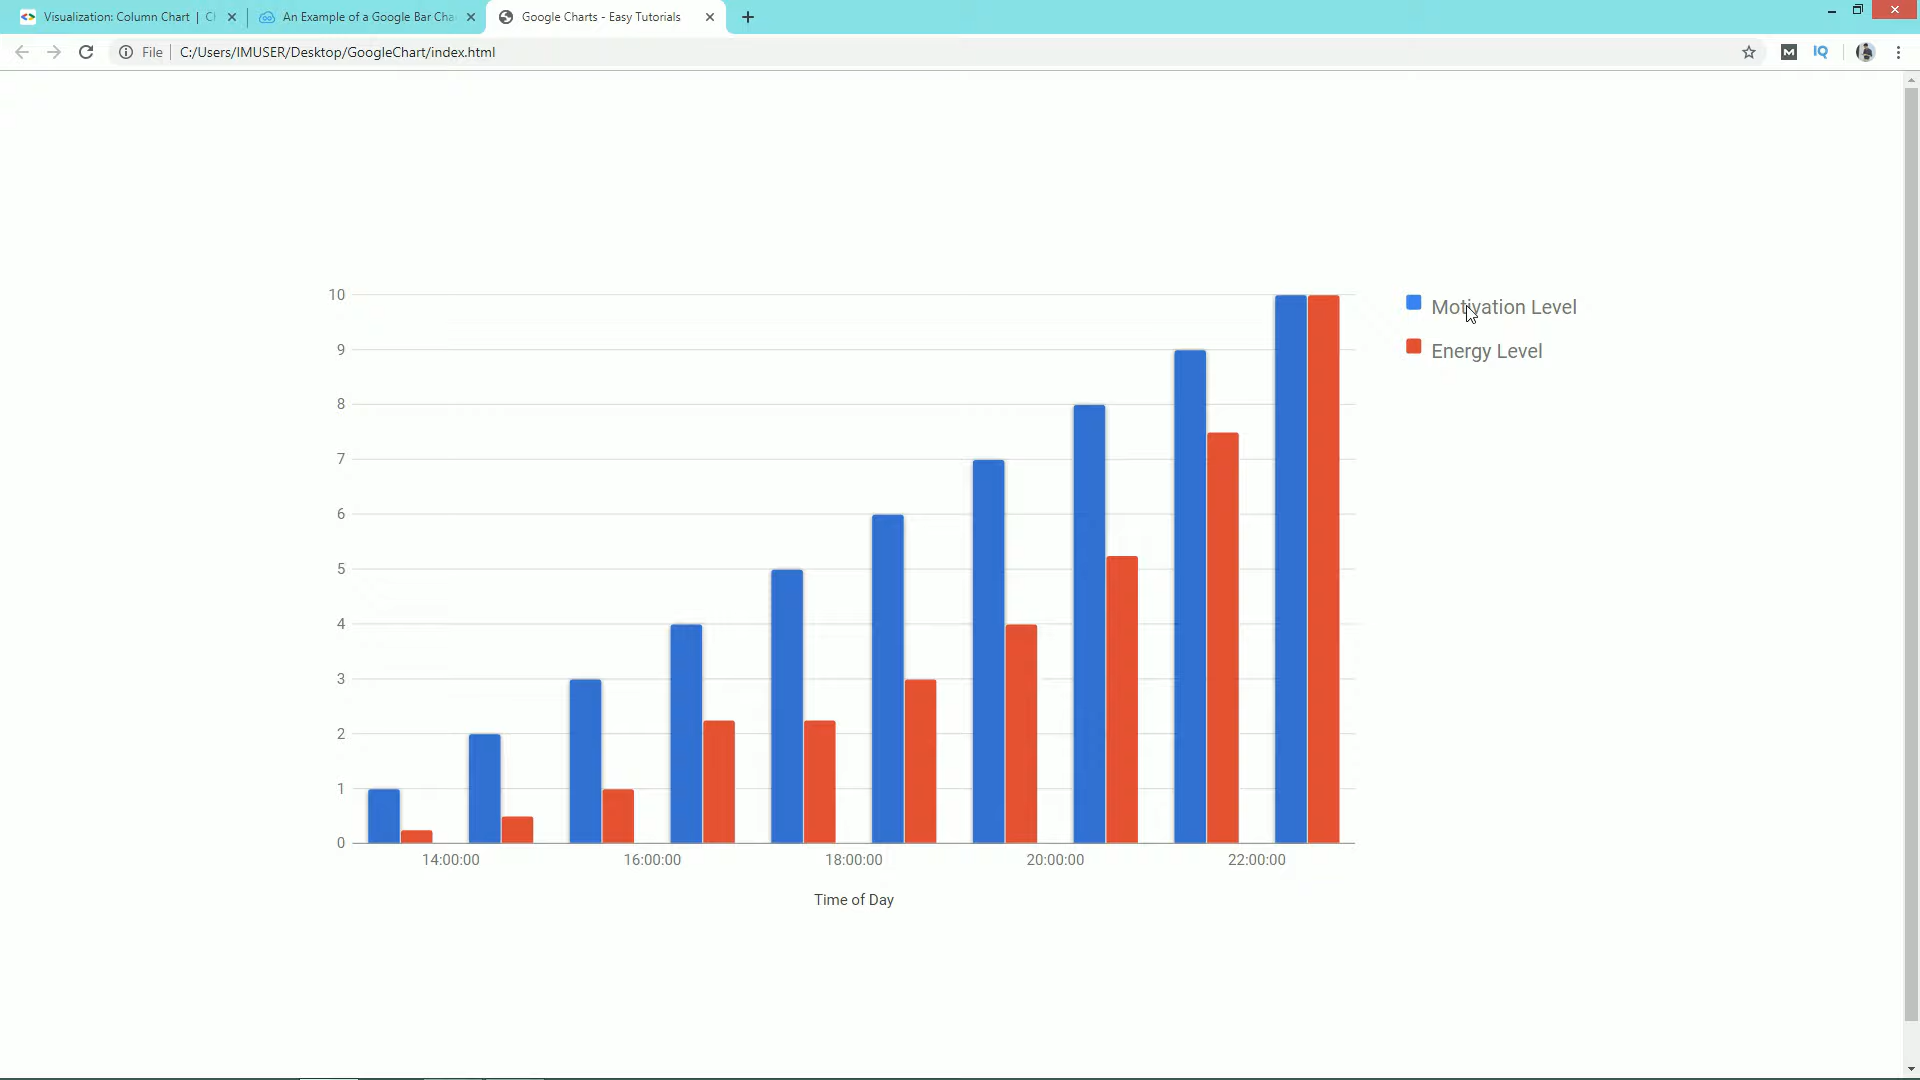 Visualization: Column Chart | Cl
An Example of a Google Bar Cha
Google Charts - Easy Tutorials
File
C:/Users/IMUSER/Desktop/GoogleChart/index.html
M
IQ
10
9
8
7
6
5
4
3
2
1
0
Motivation Level
Energy Level
14:00:00 16:00:00 18:00:00 20:00:00 22:00:00
Time of Day